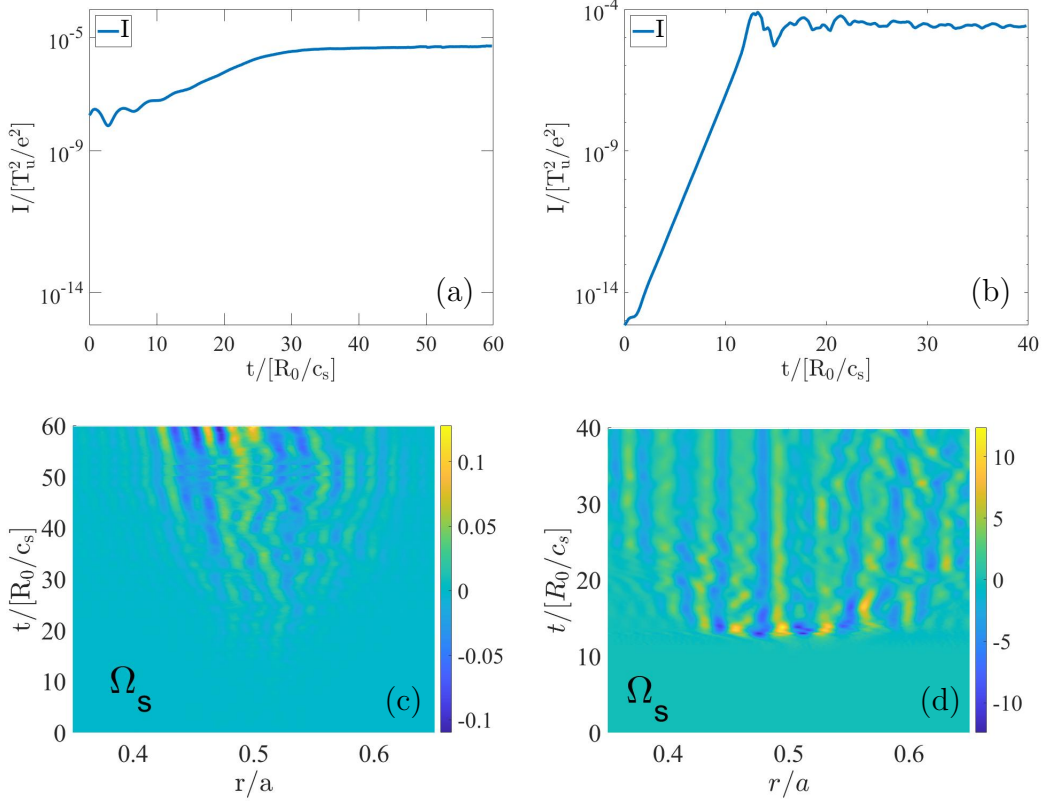 I
10^-5
10^-9
10^-14
I/[T_u^2/e^2]
0 10 20 30 40 50 60
t/[R_0/c_s]
(a)
I
10^-4
10^-9
10^-14
I/[T_u^2/e^2]
0 10 20 30 40
t/[R_0/c_s]
(b)
60
50
40
30
20
10
0
t/[R_0/c_s]
0.4 0.5 0.6
r/a
Ω_s
(c)
0.1
0.05
0
-0.05
-0.1
40
30
20
10
0
t/[R_0/c_s]
0.4 0.5 0.6
r/a
Ω_s
(d)
10
5
0
-5
-10